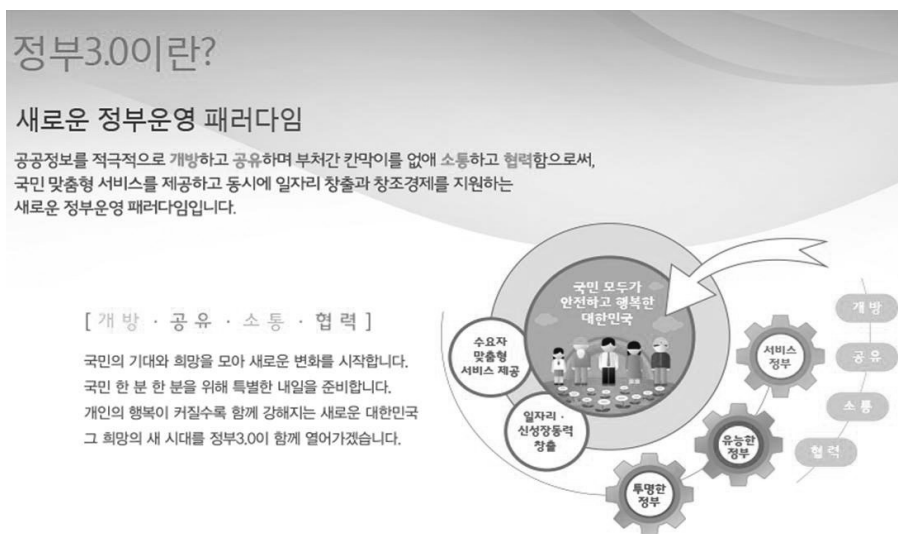 정부3.0이란?
새로운 정부운영 패러다임
공공정보를 적극적으로 개방하고 공유하며 부처간 칸막이를 없애 소통하고 협력함으로써,
국민 맞춤형 서비스를 제공하고 동시에 일자리 창출과 창조경제를 지원하는
새로운 정부운영 패러다임입니다.
[ 개방 · 공유 · 소통 · 협력 ]
국민의 기대와 희망을 모아 새로운 변화를 시작합니다.
국민 한 분 한 분을 위해 특별한 내일을 준비합니다.
개인의 행복이 커질수록 함께 강해지는 새로운 대한민국
그 희망의 새 시대를 정부3.0이 함께 열어가겠습니다.
국민 모두가
안전하고 행복한
대한민국
수요자
맞춤형
서비스 제공
일자리 ·
신성장동력
창출
서비스
정부
유능한
정부
투명한
정부
개방
공유
소통
협력